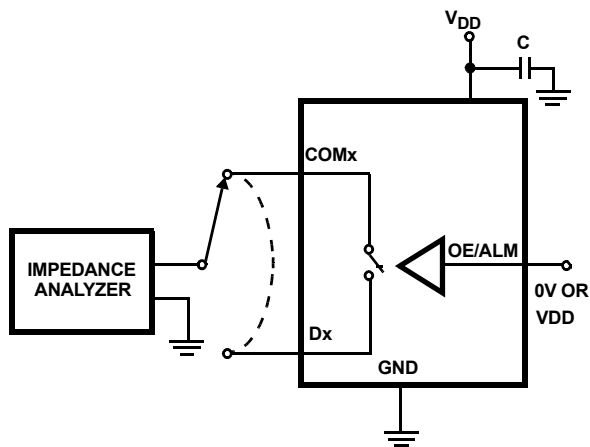 VDD
C
COMx
IMPEDANCE
ANALYZER
OE/ALM
0V OR
VDD
Dx
GND